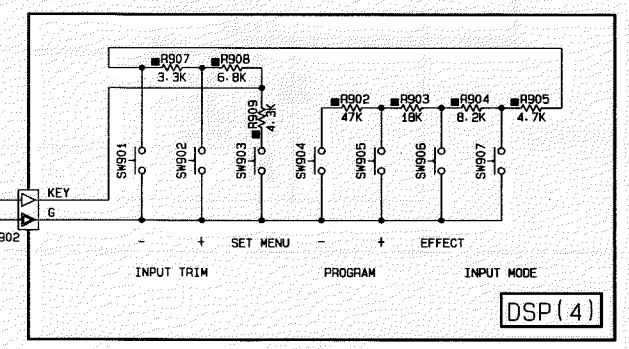 R907 R908
3.3K 6.8K
R909
4.3K
R902 R903 R904 R905
47K 18K 8.2K 4.7K
SW901 SW902 SW903 SW904 SW905 SW906 SW907
KEY
G
902
- + SET MENU - + EFFECT
INPUT TRIM PROGRAM INPUT MODE
DSP(4)